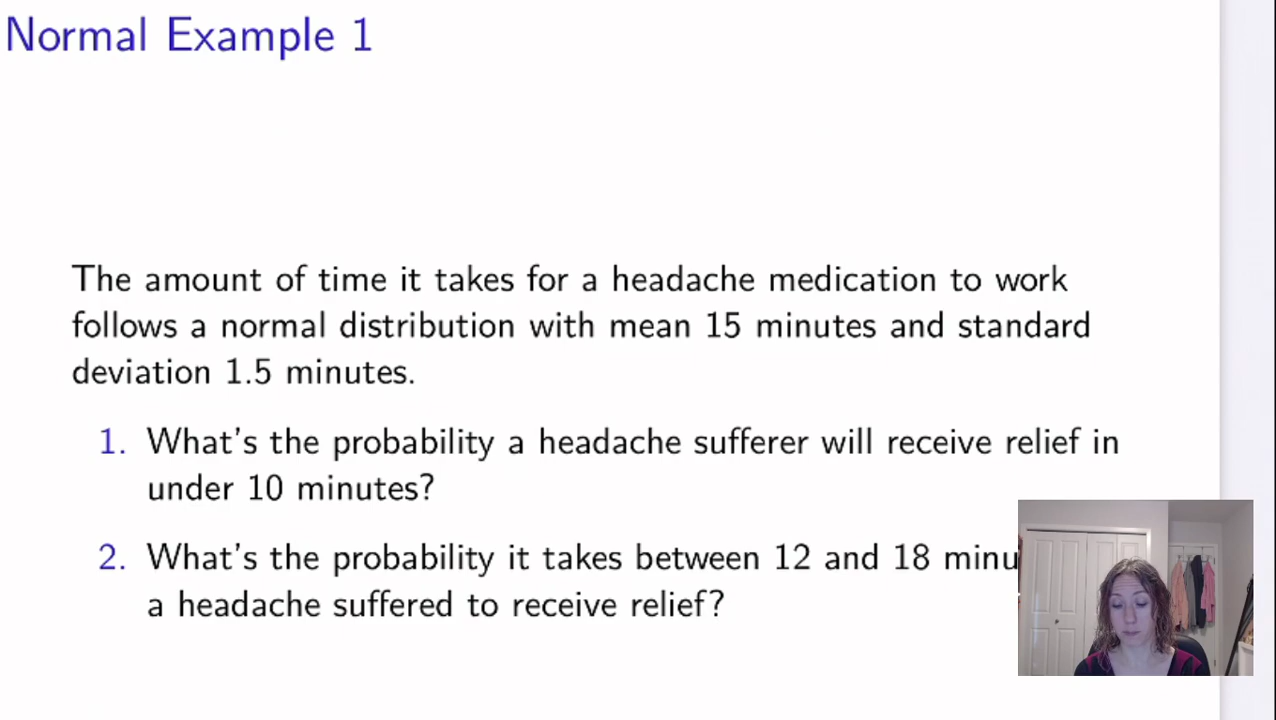 Normal Example 1
The amount of time it takes for a headache medication to work
follows a normal distribution with mean 15 minutes and standard
deviation 1.5 minutes.
1. What's the probability a headache sufferer will receive relief in
under 10 minutes?
2. What's the probability it takes between 12 and 18 minu
a headache suffered to receive relief?